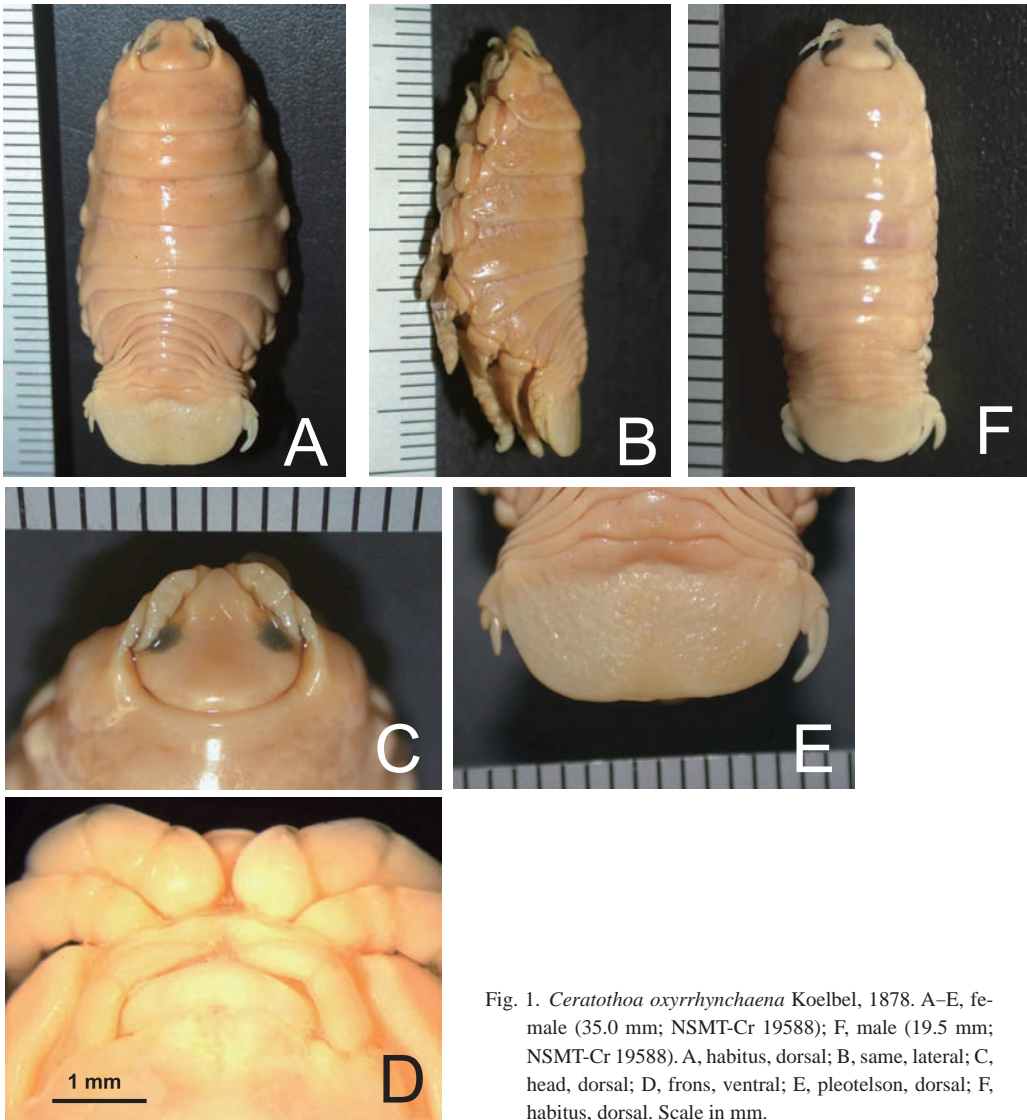 A
B
F
C
E
D
1 mm
Fig. 1. Ceratothoa oxyrrhynchaena Koelbel, 1878. A–E, fe-
male (35.0 mm; NSMT-Cr 19588); F, male (19.5 mm;
NSMT-Cr 19588). A, habitus, dorsal; B, same, lateral; C,
head, dorsal; D, frons, ventral; E, pleotelson, dorsal; F,
habitus, dorsal. Scale in mm.